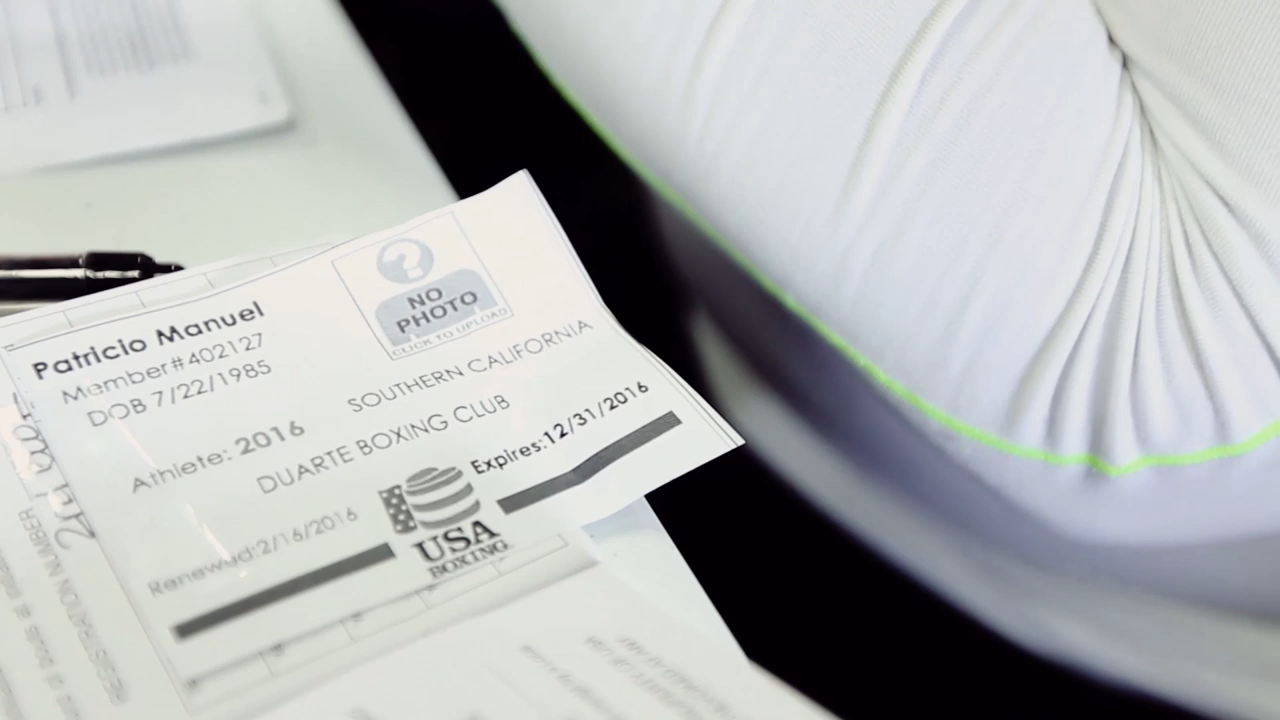 Patricio Manuel
Member#402127
DOB 7/22/1985
NO
PHOTO
CLICK TO UPLOAD
SOUTHERN CALIFORNIA
Athlete: 2016
DUARTE BOXING CLUB
Expires:12/31/2016
Renewed:2/16/2016
USA
BOXING
REGISTRATION NUMBER